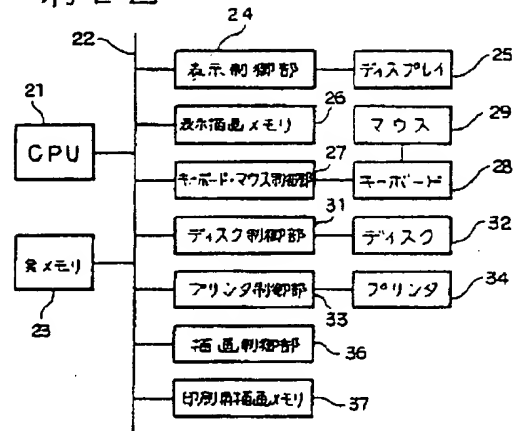 22
24
表示制御部
ディスプレイ
25
21
CPU
表示描画メモリ
26
マウス
29
27
キーボード・マウス制御部
キーボード
28
31
ディスク制御部
ディスク
32
メモリ
23
プリンタ制御部
33
プリンタ
34
描画制御部
36
印刷用描画メモリ
37